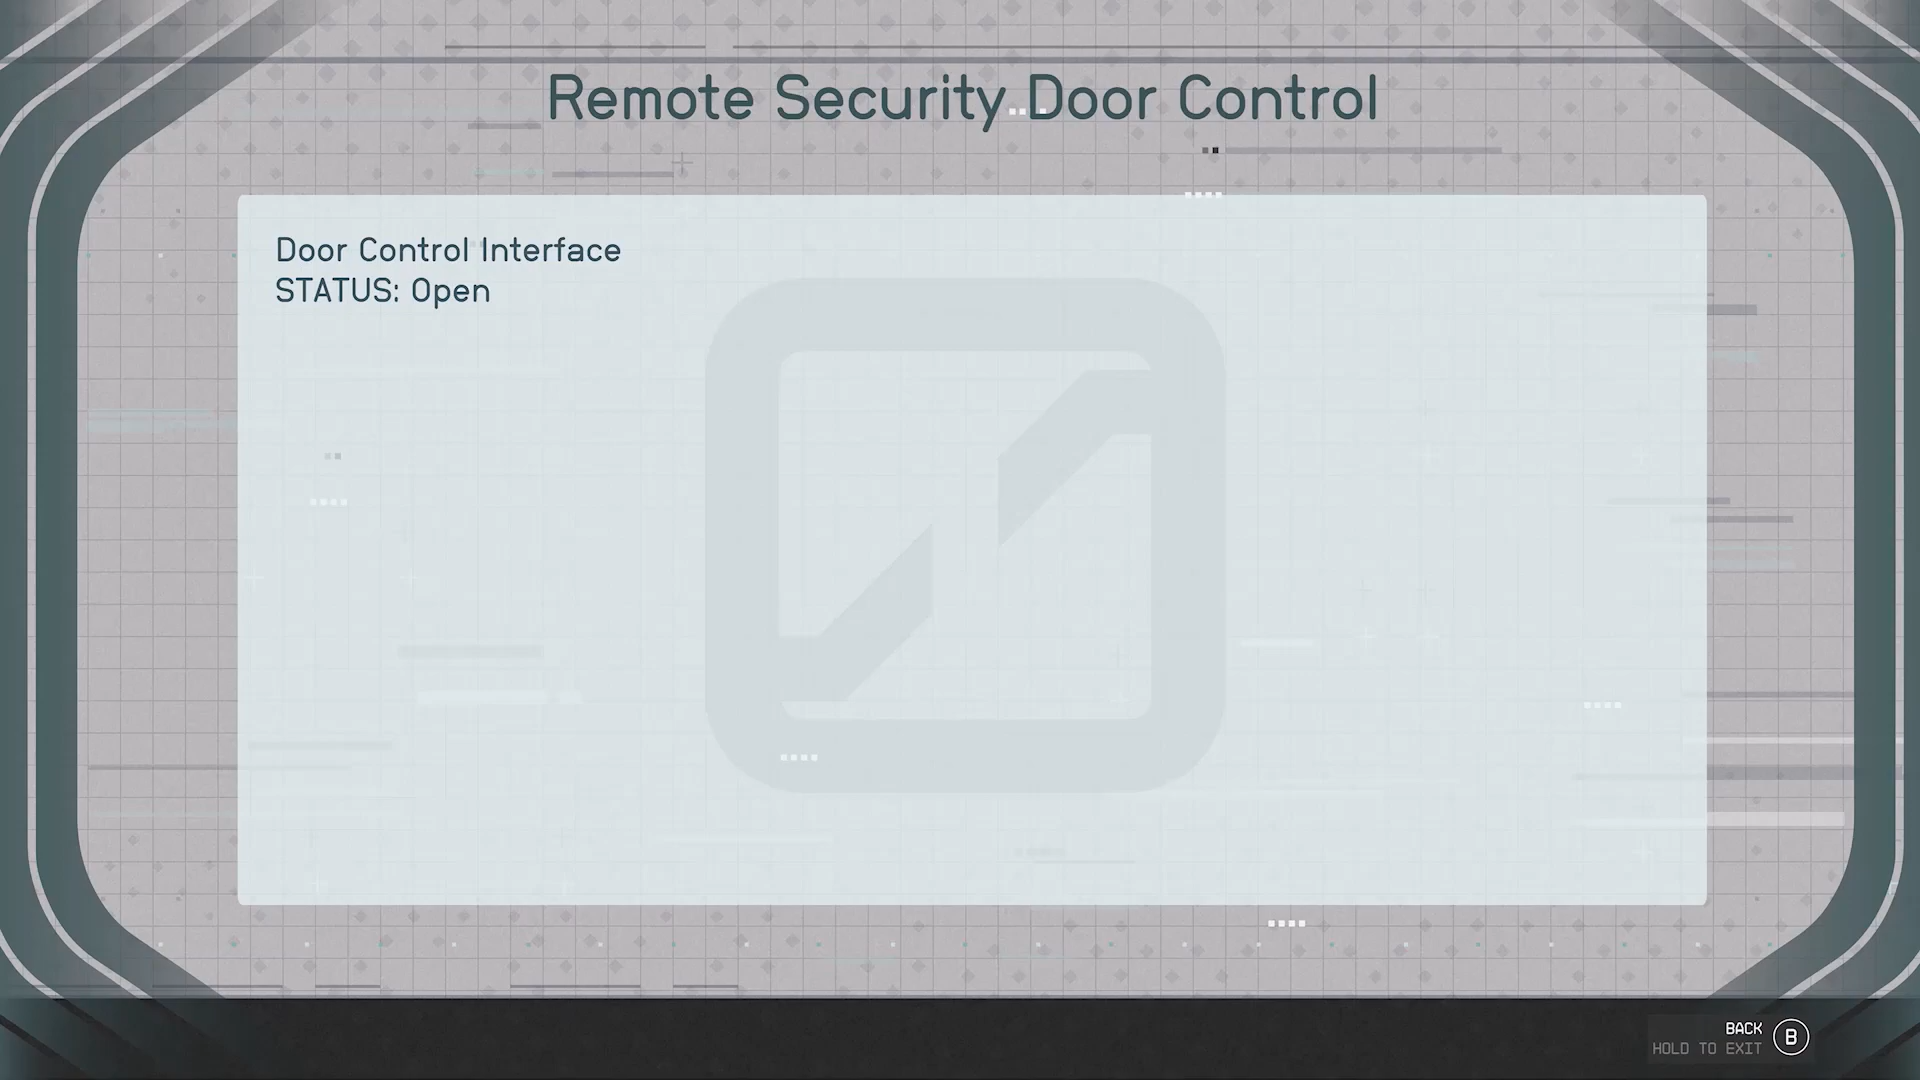 Remote Security Door Control
Door Control Interface
STATUS: Open
BACK
HOLD TO EXIT
B